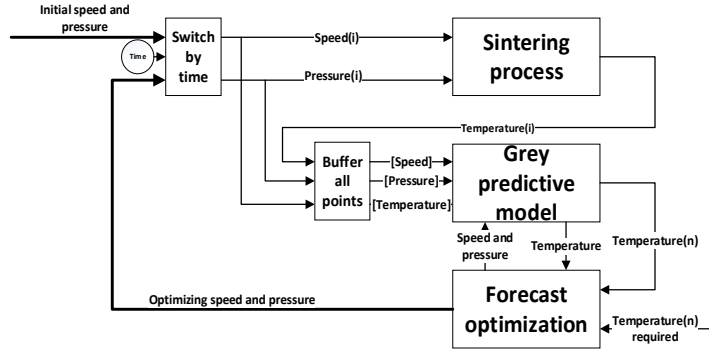 Initial speed and
pressure
Time
Switch
by
time
Speed(i)
Pressure(i)
Sintering
process
Temperature(i)
Buffer
all
points
[Speed]
[Pressure]
[Temperature]
Grey
predictive
model
Speed and
pressure
Temperature
Temperature(n)
Optimizing speed and pressure
Forecast
optimization
Temperature(n)
required